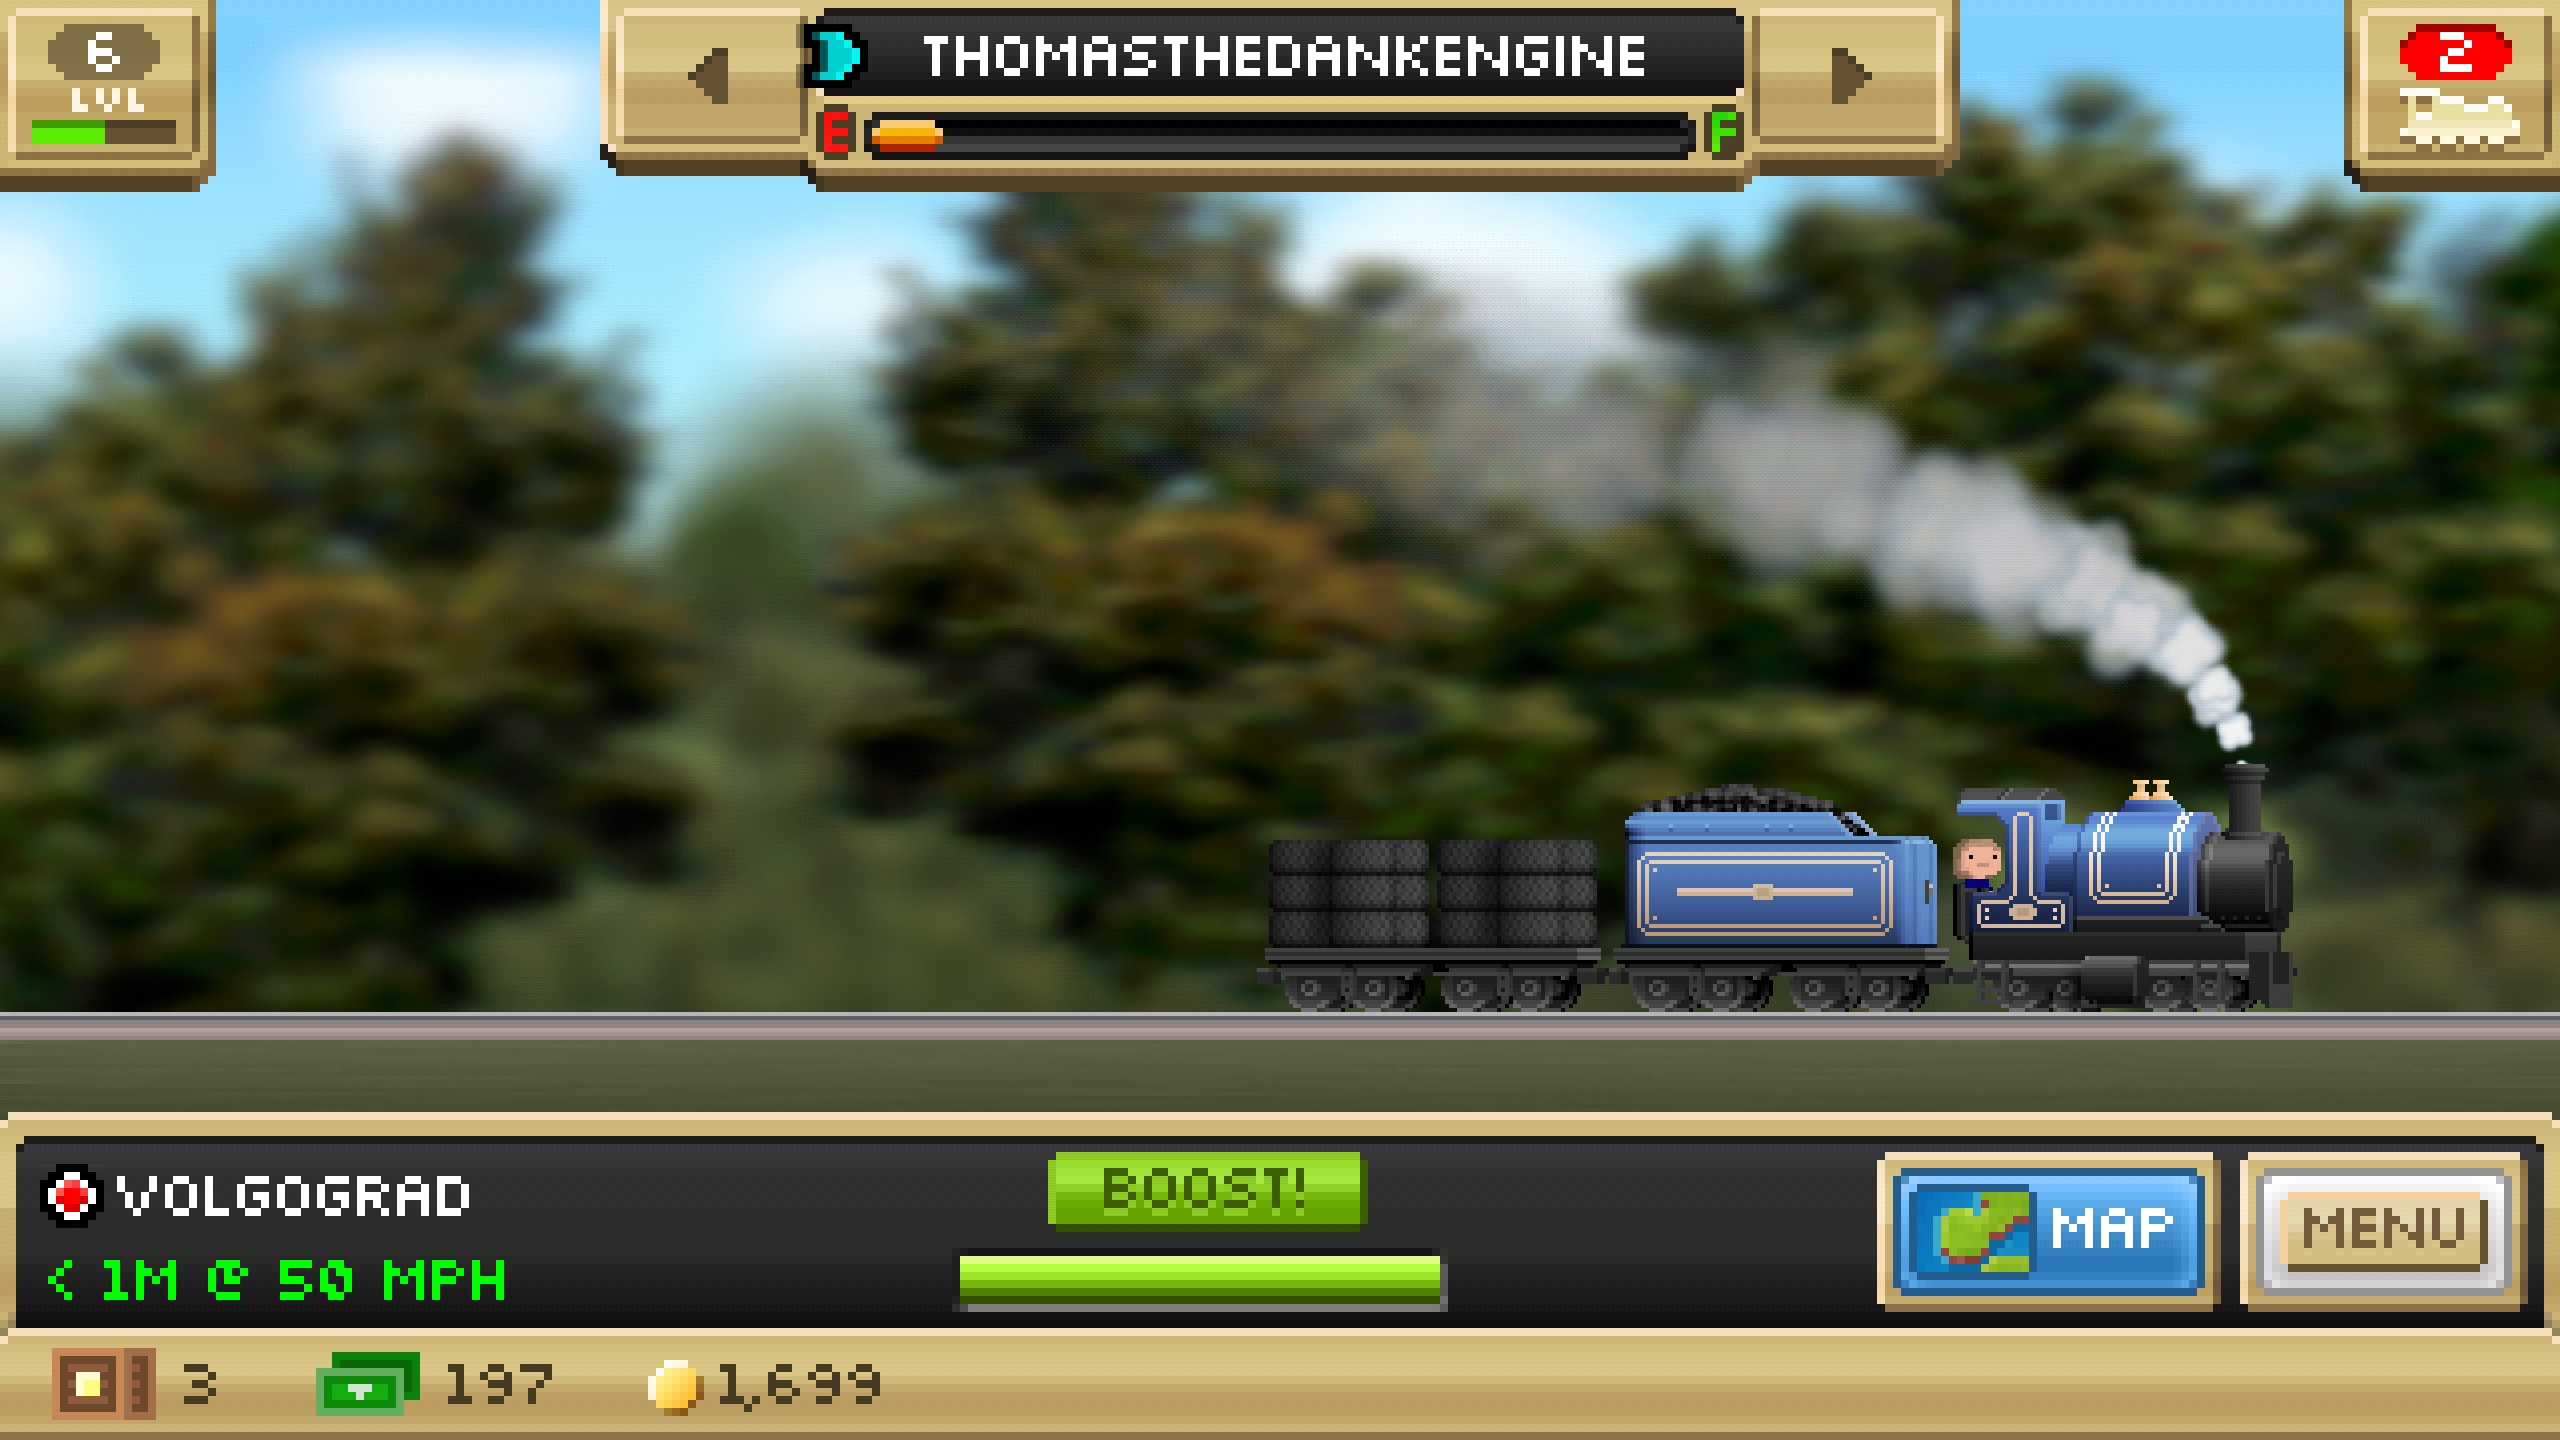 6
LVL
THOMASTHEDANKENGINE
E F
2
VOLGOGRAD
< 1M @ 50 MPH
BOOST!
MAP
MENU
3 197 1,699